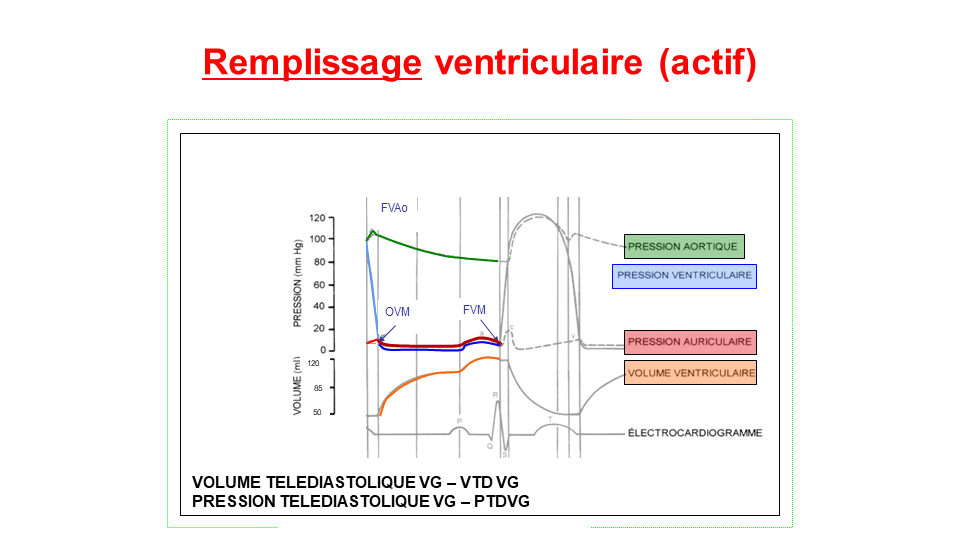 Remplissage ventriculaire (actif)
FVAo
120
100
80
60
40
20
0
PRESSION (mm Hg)
OVM
FVM
a
c
v
PRESSION AORTIQUE
PRESSION VENTRICULAIRE
PRESSION AURICULAIRE
VOLUME VENTRICULAIRE
VOLUME (ml)
120
85
50
P
Q
R
S
T
ÉLECTROCARDIOGRAMME
VOLUME TELEDIASTOLIQUE VG – VTD VG
PRESSION TELEDIASTOLIQUE VG – PTDVG